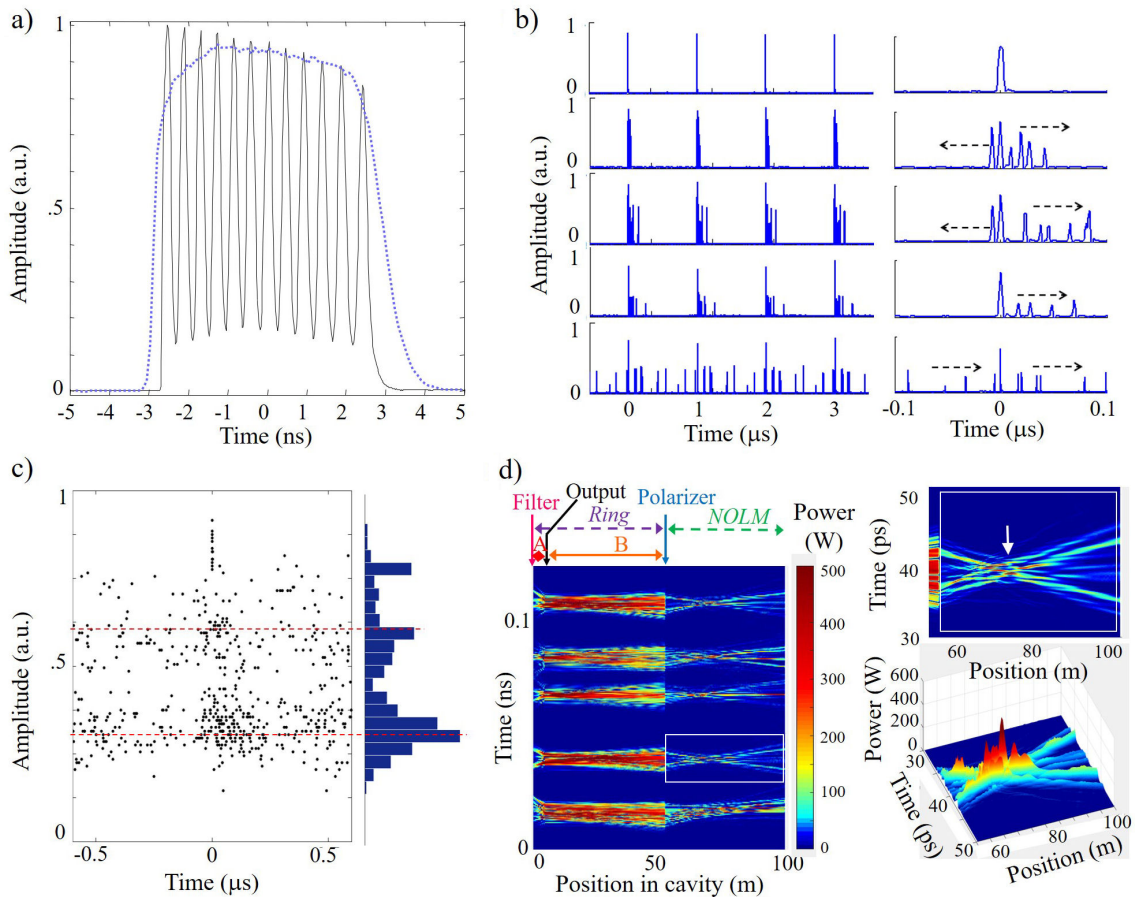 a)
Amplitude (a.u.)
1
.5
0
-5 -4 -3 -2 -1 0 1 2 3 4 5
Time (ns)
b)
Amplitude (a.u.)
1
0
1
0
1
0
1
0
1
0
0 1 2 3
Time (μs)
-0.1 0 0.1
Time (μs)
c)
Amplitude (a.u.)
1
.5
0
-0.5 0 0.5
Time (μs)
d)
Output
Filter
Polarizer
Ring
NOLM
A
B
Power
(W)
500
400
300
200
100
0
Time (ns)
0.1
0
0 50 100
Position in cavity (m)
Time (ps)
50
40
30
60 80 100
Position (m)
Power (W)
600
400
200
0
30
40
50
Time (ps)
60
80
100
Position (m)